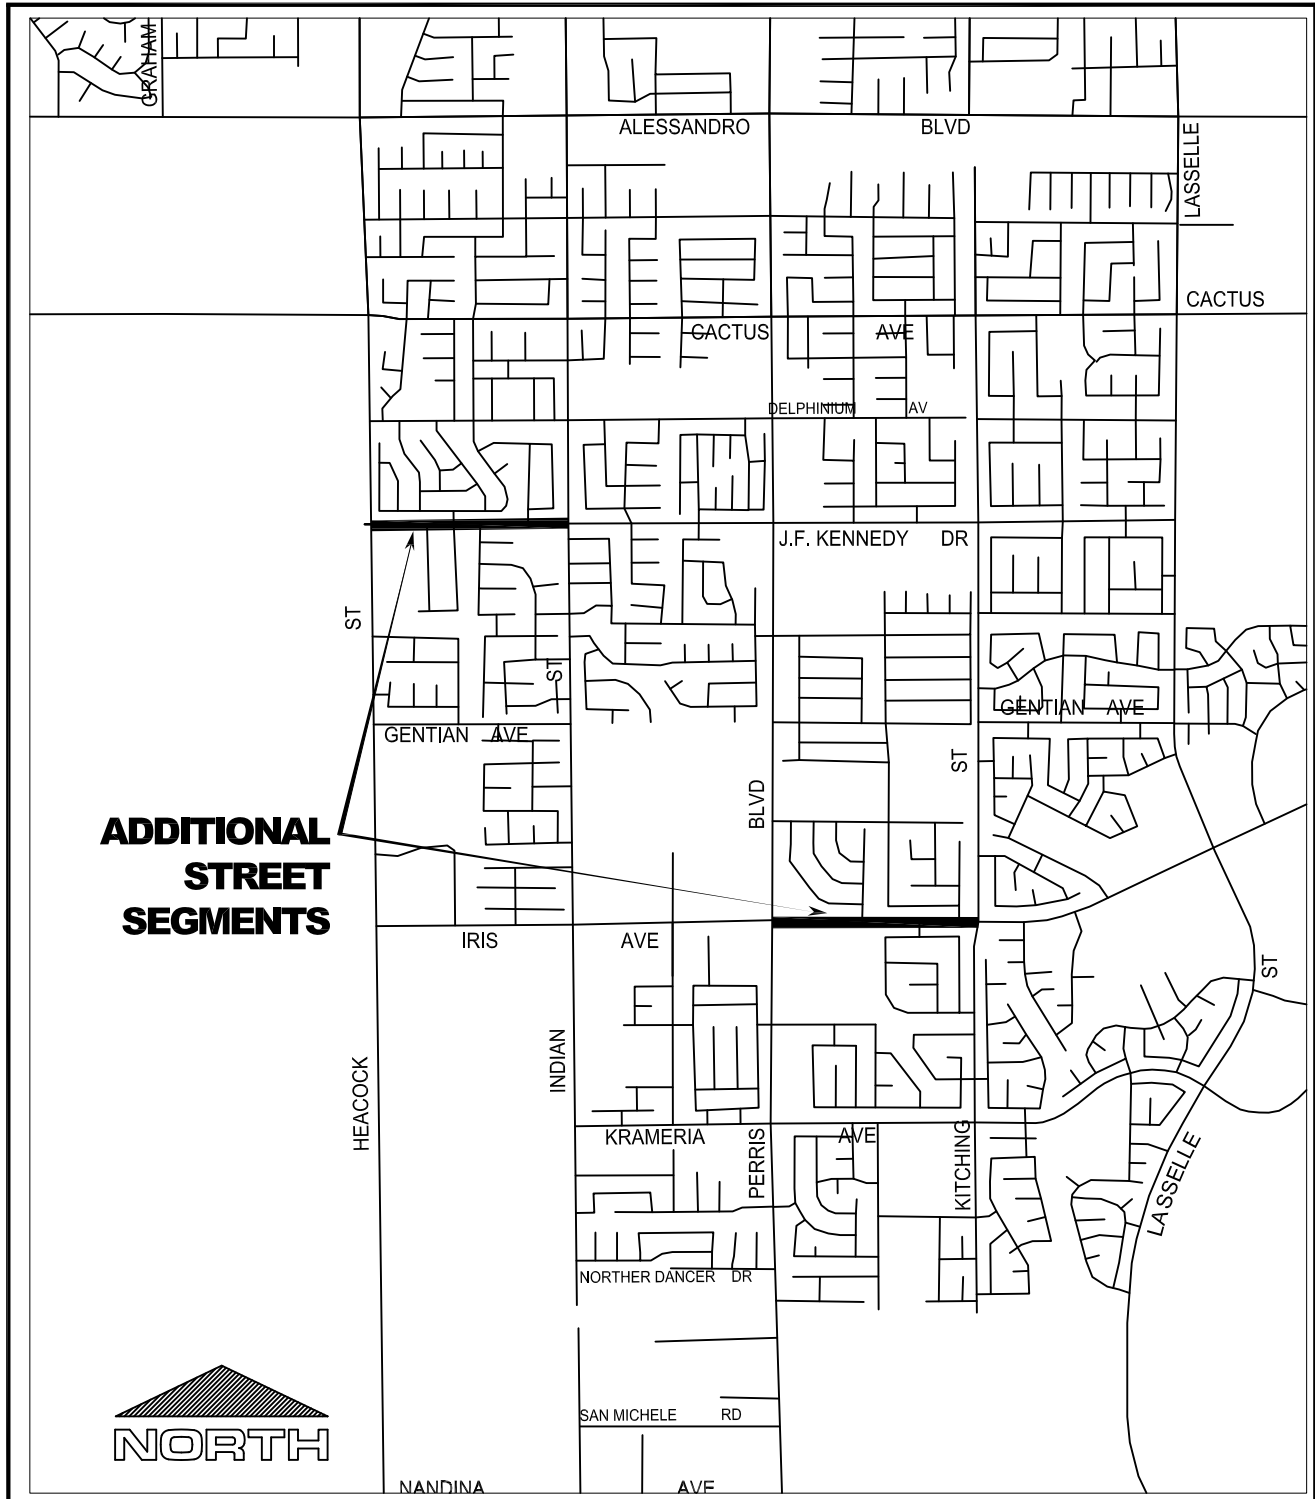 GRAHAM
ALESSANDRO BLVD
LASSELLE
CACTUS
CACTUS AVE
DELPHINIUM AV
J.F. KENNEDY DR
ST
ST
GENTIAN AVE
GENTIAN AVE
ST
BLVD
ADDITIONAL
STREET
SEGMENTS
IRIS AVE
ST
HEACOCK
INDIAN
KRAMERIA AVE
PERRIS
KITCHING
LASSELLE
NORTHER DANCER DR
SAN MICHELE RD
NORTH
NANDINA AVE